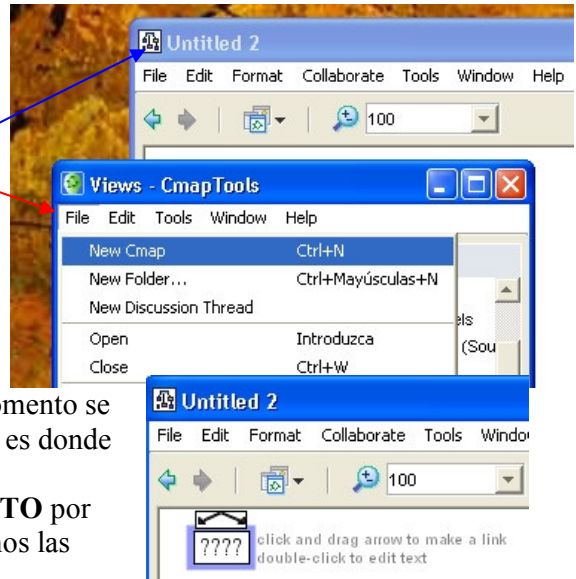 Untitled 2
File Edit Format Collaborate Tools Window Help
100
Views - CmapTools
File Edit Tools Window Help
New Cmap Ctrl+N
New Folder... Ctrl+Mayúsculas+N
New Discussion Thread
Open Introduzca
Close Ctrl+W
els
(Sou
omento se
es donde
TO por
nos las
Untitled 2
File Edit Format Collaborate Tools Windo
100
????
click and drag arrow to make a link
double-click to edit text